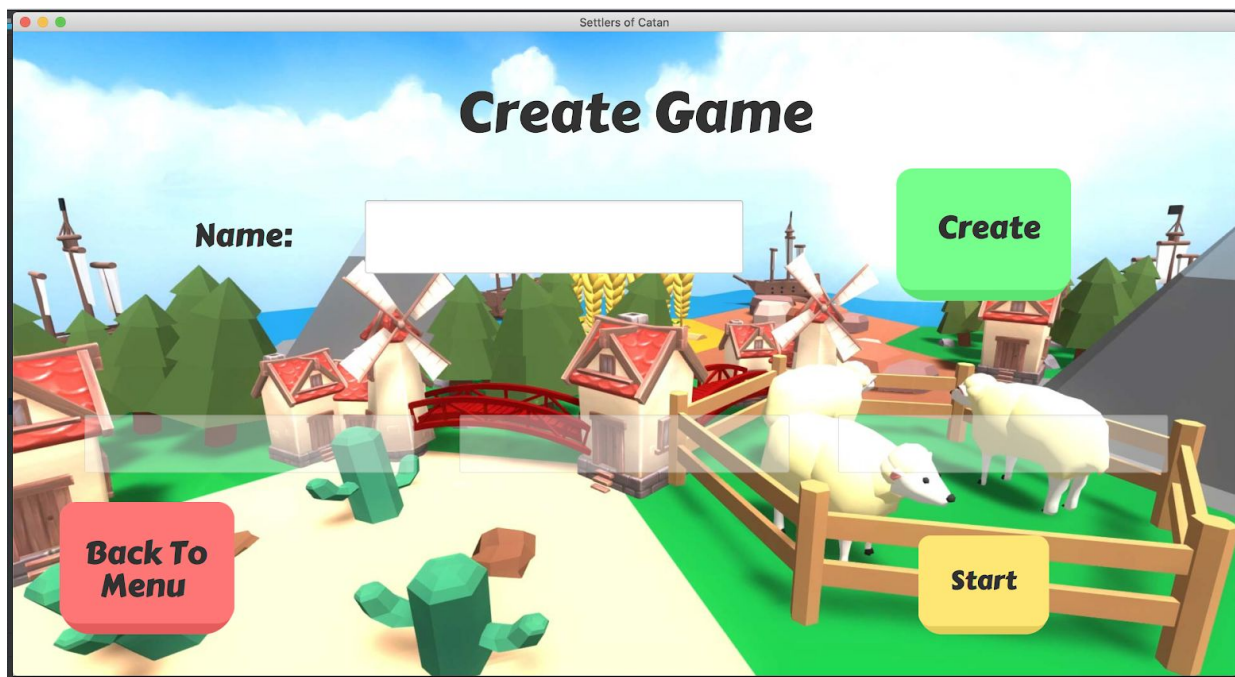 Settlers of Catan
Create Game
Name:
Create
Back To
Menu
Start